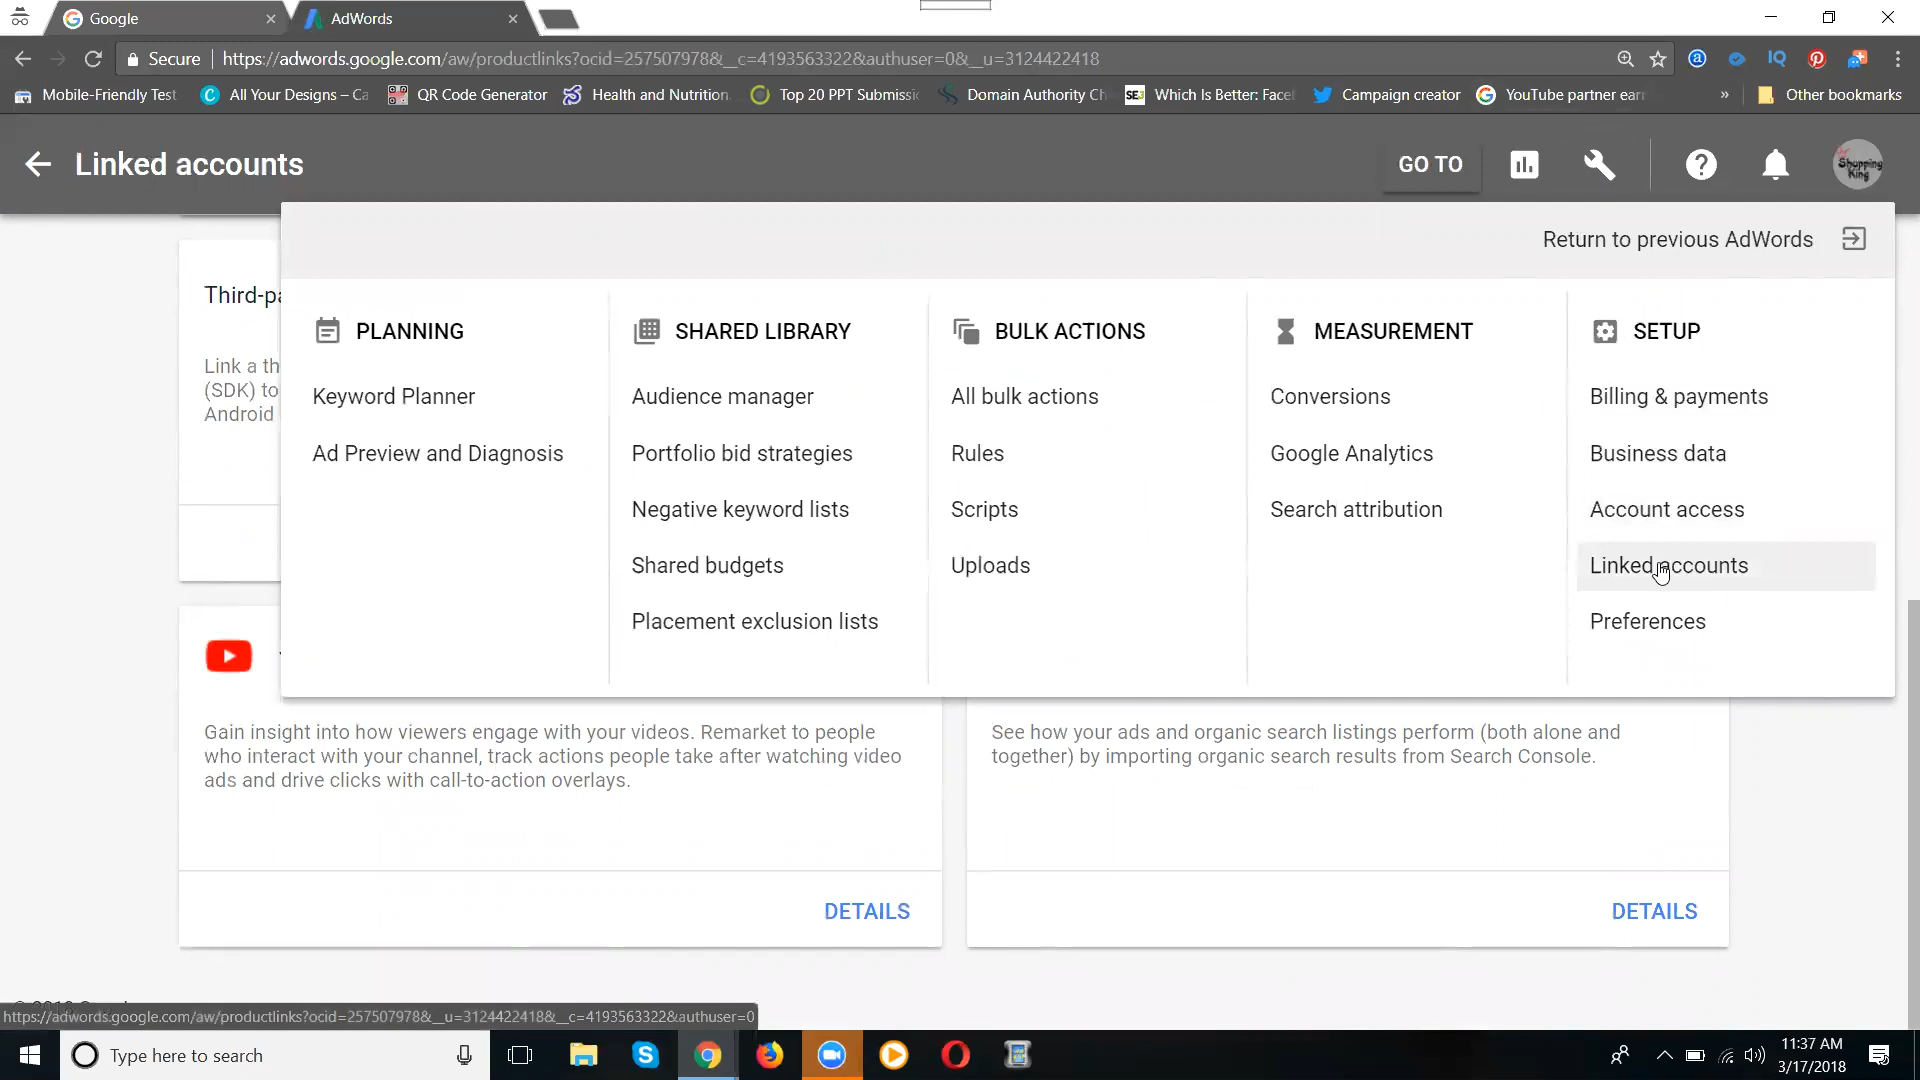 Google
AdWords
Secure
https://adwords.google.com/aw/productlinks?ocid=257507978&__c=4193563322&authuser=0&__u=3124422418
Mobile-Friendly Test
All Your Designs – Ca
QR Code Generator
Health and Nutrition
Top 20 PPT Submissi
Domain Authority Ch
Which Is Better: Face
Campaign creator
YouTube partner ear
»
Other bookmarks
Linked accounts
GO TO
Shopping King
Return to previous AdWords
PLANNING
Keyword Planner
Ad Preview and Diagnosis
SHARED LIBRARY
Audience manager
Portfolio bid strategies
Negative keyword lists
Shared budgets
Placement exclusion lists
BULK ACTIONS
All bulk actions
Rules
Scripts
Uploads
MEASUREMENT
Conversions
Google Analytics
Search attribution
SETUP
Billing & payments
Business data
Account access
Linked accounts
Preferences
Third-pa
Link a th
(SDK) to
Android
Gain insight into how viewers engage with your videos. Remarket to people
who interact with your channel, track actions people take after watching video
ads and drive clicks with call-to-action overlays.
DETAILS
See how your ads and organic search listings perform (both alone and
together) by importing organic search results from Search Console.
DETAILS
https://adwords.google.com/aw/productlinks?ocid=257507978&__u=3124422418&__c=4193563322&authuser=0
Type here to search
11:37 AM
3/17/2018